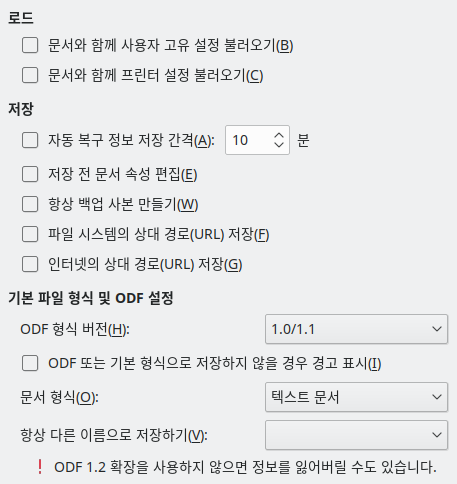 로드
문서와 함께 사용자 고유 설정 불러오기(B)
문서와 함께 프린터 설정 불러오기(C)
저장
자동 복구 정보 저장 간격(A): 10 분
저장 전 문서 속성 편집(E)
항상 백업 사본 만들기(W)
파일 시스템의 상대 경로(URL) 저장(F)
인터넷의 상대 경로(URL) 저장(G)
기본 파일 형식 및 ODF 설정
ODF 형식 버전(H): 1.0/1.1
ODF 또는 기본 형식으로 저장하지 않을 경우 경고 표시(I)
문서 형식(O): 텍스트 문서
항상 다른 이름으로 저장하기(V):
! ODF 1.2 확장을 사용하지 않으면 정보를 잃어버릴 수도 있습니다.